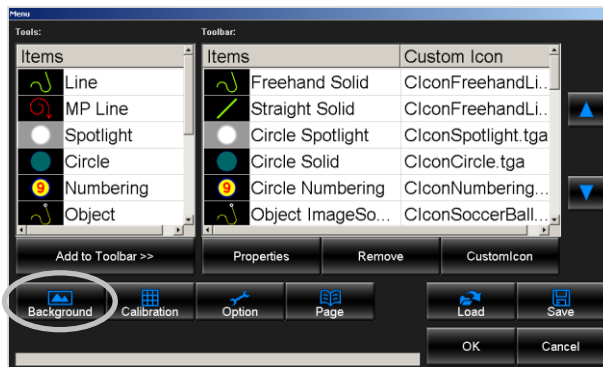 Menu
Tools:
Items
Line
MP Line
Spotlight
Circle
9 Numbering
Object
Add to Toolbar >>
Toolbar:
Items Custom Icon
Freehand Solid CIconFreehandLi...
Straight Solid CIconFreehandLi...
Circle Spotlight CIconSpotlight.tga
Circle Solid CIconCircle.tga
9 Circle Numbering CIconNumbering...
Object ImageSo... CIconSoccerBall...
Properties Remove CustomIcon
Background Calibration Option Page Load Save
OK Cancel